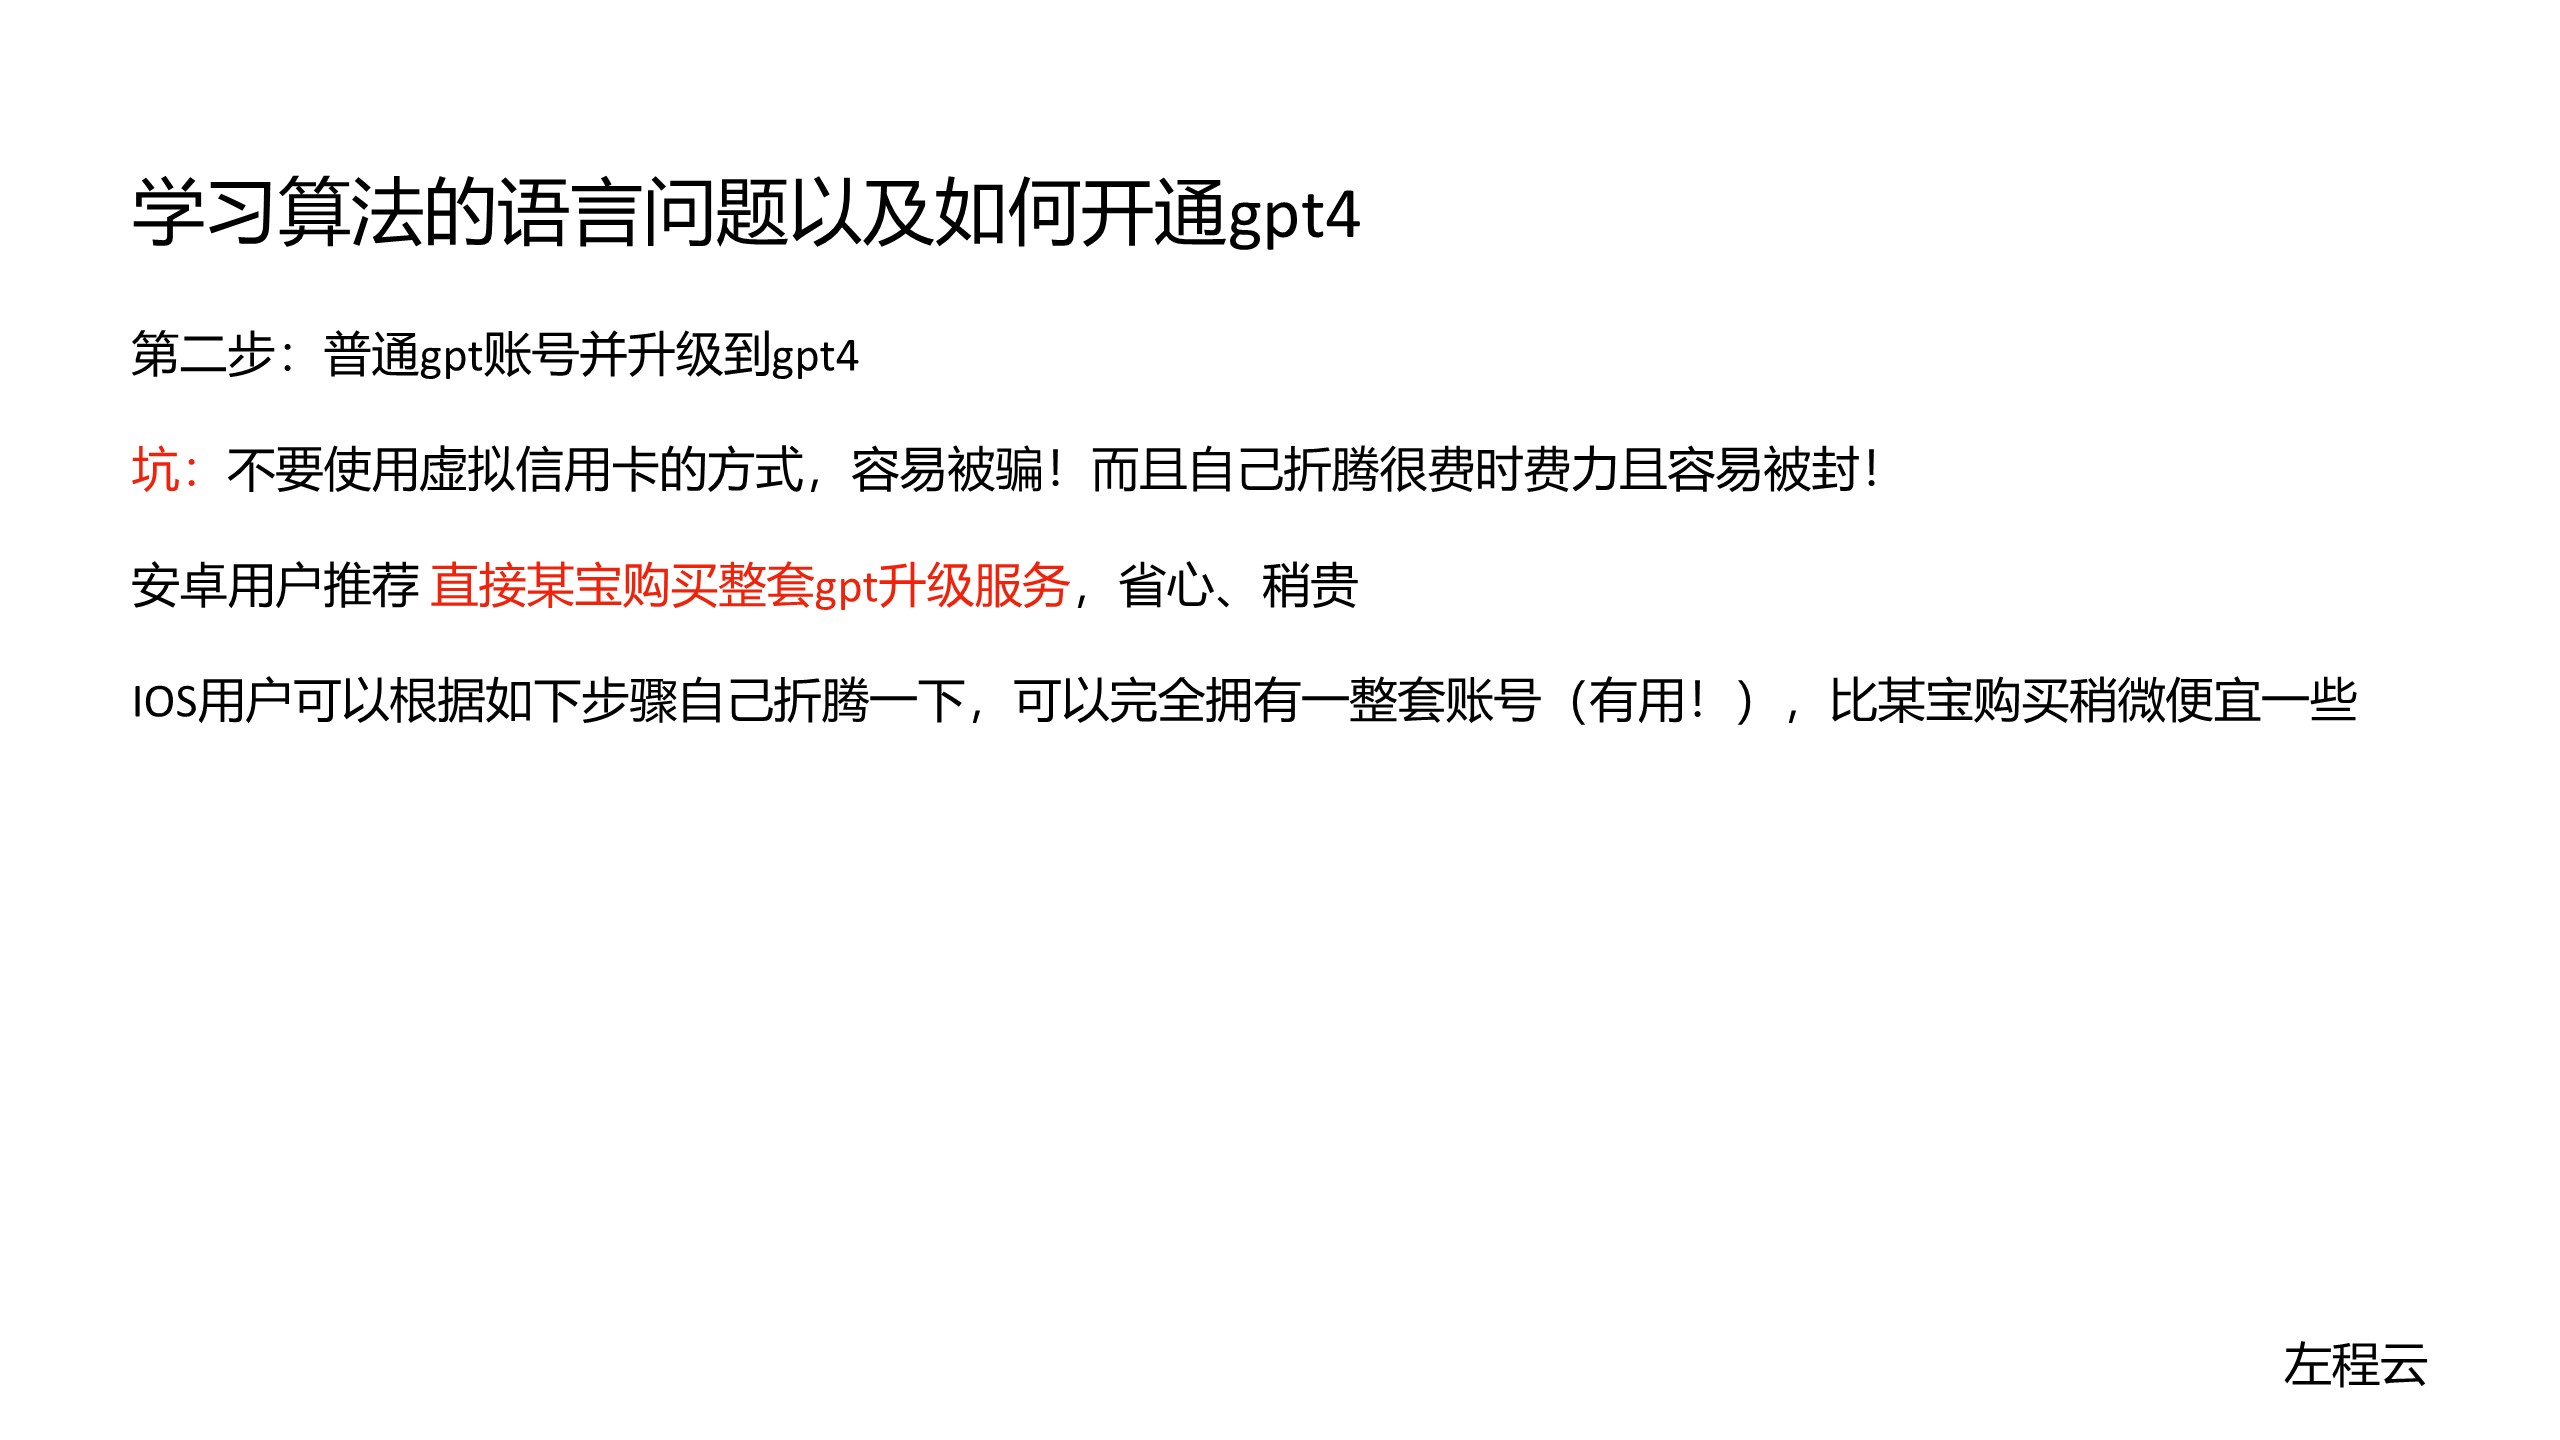 学习算法的语言问题以及如何开通gpt4
第二步：普通gpt账号并升级到gpt4
坑：不要使用虚拟信用卡的方式，容易被骗！而且自己折腾很费时费力且容易被封！
安卓用户推荐 直接某宝购买整套gpt升级服务，省心、稍贵
IOS用户可以根据如下步骤自己折腾一下，可以完全拥有一整套账号（有用！），比某宝购买稍微便宜一些
左程云